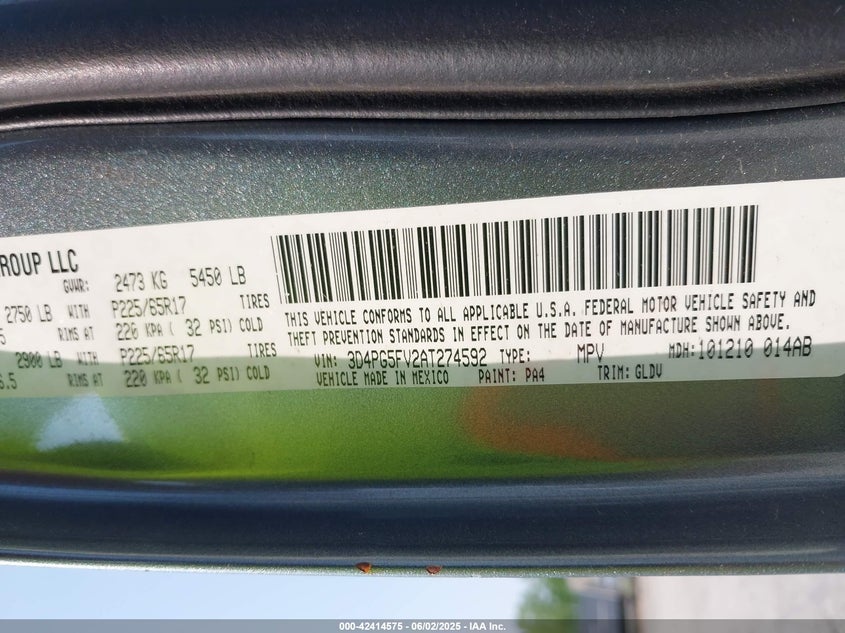 ROUP LLC
GVWR: 2473 KG 5450 LB
2750 LB WITH P225/65R17 TIRES
5 RIMS AT 220 KPA ( 32 PSI) COLD
2900 LB WITH P225/65R17 TIRES
6.5 RIMS AT 220 KPA ( 32 PSI) COLD
THIS VEHICLE CONFORMS TO ALL APPLICABLE U.S.A. FEDERAL MOTOR VEHICLE SAFETY AND
THEFT PREVENTION STANDARDS IN EFFECT ON THE DATE OF MANUFACTURE SHOWN ABOVE.
VIN: 3D4PG5FV2AT274592 TYPE: MPV MDH:101210 014AB
VEHICLE MADE IN MEXICO PAINT: PA4 TRIM: GLDV
000-42414575 - 06/02/2025 - IAA Inc.